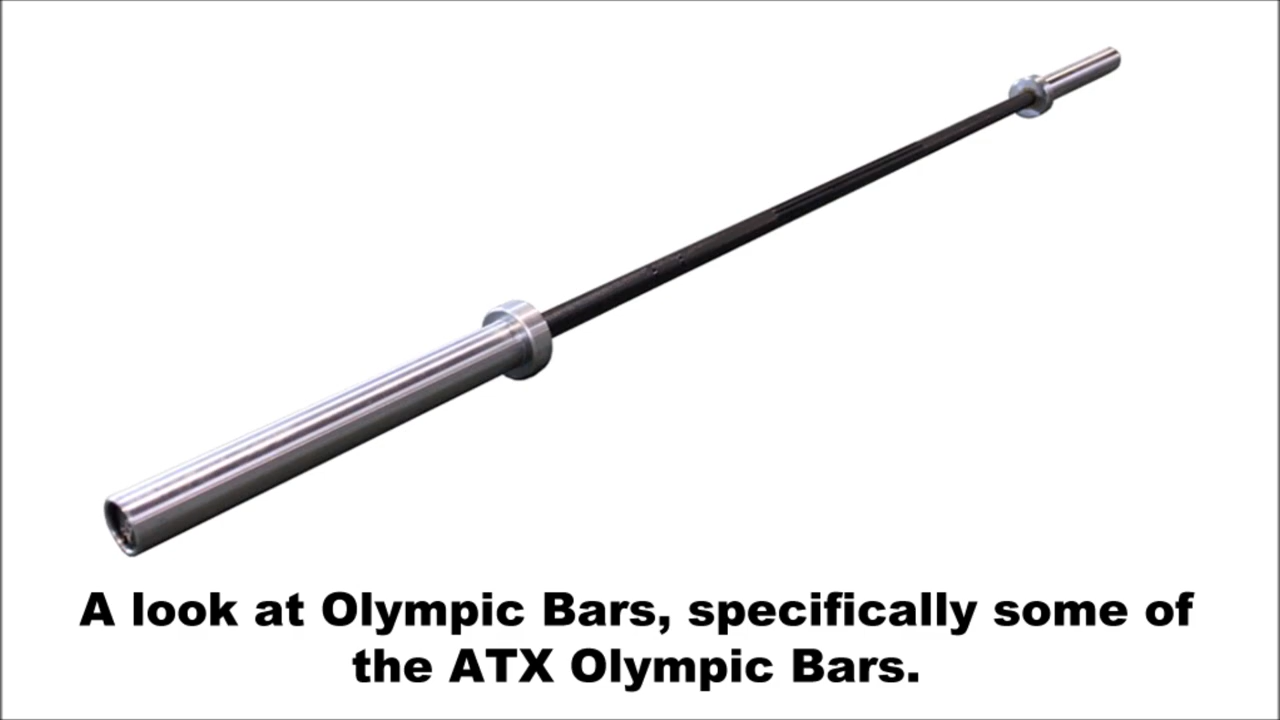 A look at Olympic Bars, specifically some of
the ATX Olympic Bars.